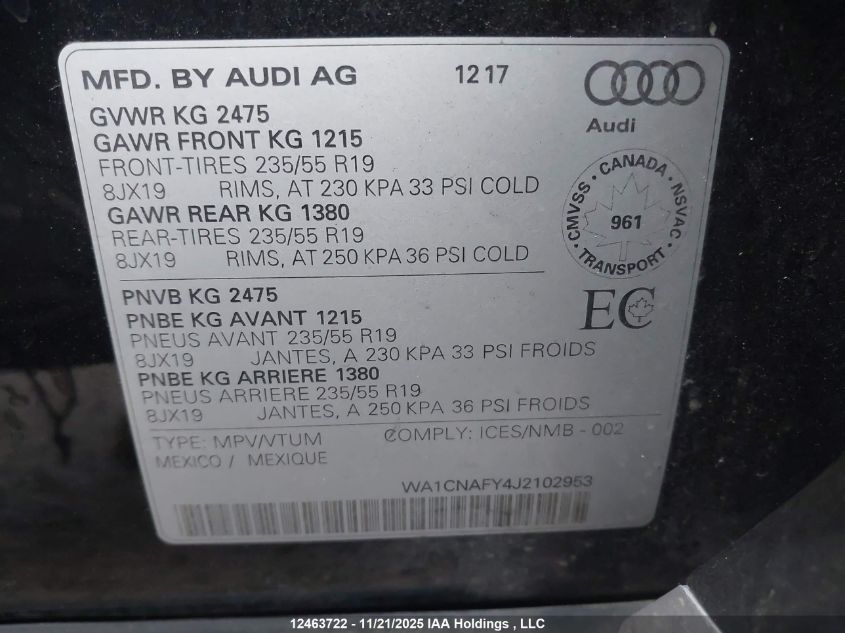 MFD. BY AUDI AG 12 17
Audi
GVWR KG 2475
GAWR FRONT KG 1215
FRONT-TIRES 235/55 R19
8JX19 RIMS, AT 230 KPA 33 PSI COLD
GAWR REAR KG 1380
REAR-TIRES 235/55 R19
8JX19 RIMS, AT 250 KPA 36 PSI COLD
CMVSS • CANADA • NSVAC • TRANSPORT •
961
PNVB KG 2475
PNBE KG AVANT 1215
PNEUS AVANT 235/55 R19
8JX19 JANTES, A 230 KPA 33 PSI FROIDS
PNBE KG ARRIERE 1380
PNEUS ARRIERE 235/55 R19
8JX19 JANTES, A 250 KPA 36 PSI FROIDS
EC
TYPE: MPV/VTUM COMPLY: ICES/NMB - 002
MEXICO / MEXIQUE
WA1CNAFY4J2102953
12463722 - 11/21/2025 IAA Holdings , LLC